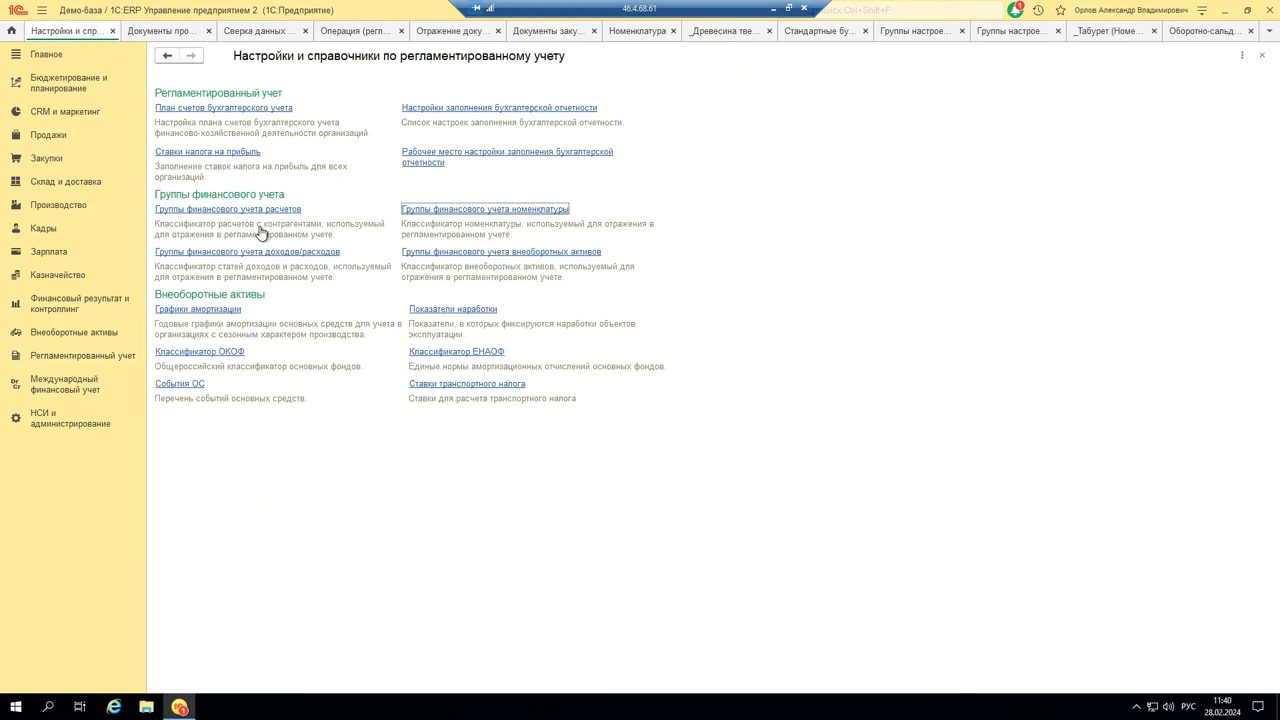 Демо-база / 1С:ERP Управление предприятием 2 (1С:Предприятие)
46.4.68.61
Ctrl+Shift+F
1
Орлов Александр Владимирович
Настройки и спр...
Документы про...
Сверка данных ...
Операция (регл...
Отражение доку...
Документы заку...
Номенклатура
_Древесина тве...
Стандартные бу...
Группы настрое...
Группы настрое...
_Табурет (Номе...
Оборотно-сальд...
Главное
Бюджетирование и
планирование
CRM и маркетинг
Продажи
Закупки
Склад и доставка
Производство
Кадры
Зарплата
Казначейство
Финансовый результат и
контроллинг
Внеоборотные активы
Регламентированный учет
Международный
финансовый учет
НСИ и
администрирование
Настройки и справочники по регламентированному учету
Регламентированный учет
План счетов бухгалтерского учета
Настройка плана счетов бухгалтерского учета
финансово-хозяйственной деятельности организаций.
Настройки заполнения бухгалтерской отчетности
Список настроек заполнения бухгалтерской отчетности.
Ставки налога на прибыль
Заполнение ставок налога на прибыль для всех
организаций.
Рабочее место настройки заполнения бухгалтерской
отчетности
Группы финансового учета
Группы финансового учета расчетов
Классификатор расчетов с контрагентами, используемый
для отражения в регламентированном учете.
Группы финансового учета номенклатуры
Классификатор номенклатуры, используемый для отражения в
регламентированном учете.
Группы финансового учета доходов/расходов
Классификатор статей доходов и расходов, используемый
для отражения в регламентированном учете.
Группы финансового учета внеоборотных активов
Классификатор внеоборотных активов, используемый для
отражения в регламентированном учете.
Внеоборотные активы
Графики амортизации
Годовые графики амортизации основных средств для учета в
организациях с сезонным характером производства.
Показатели наработки
Показатели, в которых фиксируются наработки объектов
эксплуатации.
Классификатор ОКОФ
Общероссийский классификатор основных фондов.
Классификатор ЕНАОФ
Единые нормы амортизационных отчислений основных фондов.
События ОС
Перечень событий основных средств.
Ставки транспортного налога
Ставки для расчета транспортного налога
РУС
11:40
28.02.2024